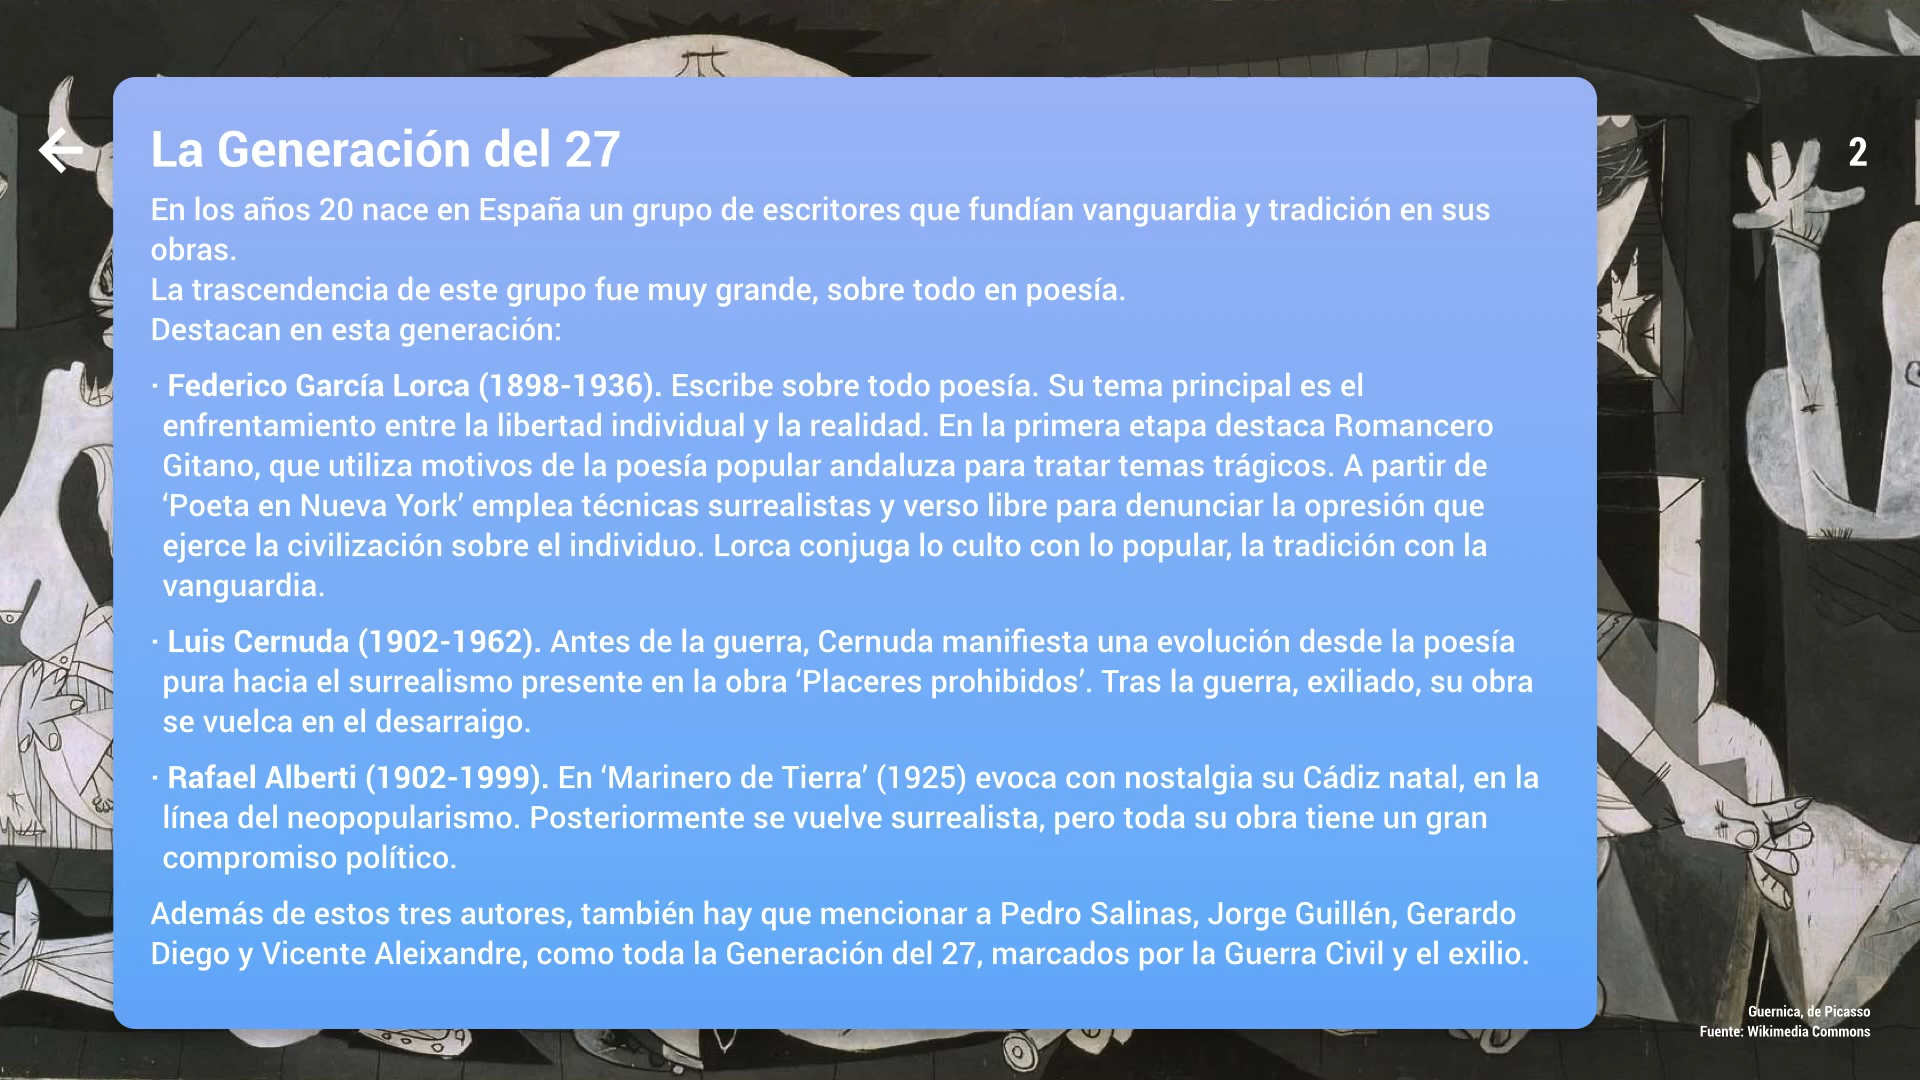 La Generación del 27
2
En los años 20 nace en España un grupo de escritores que fundían vanguardia y tradición en sus
obras.
La trascendencia de este grupo fue muy grande, sobre todo en poesía.
Destacan en esta generación:
· Federico García Lorca (1898-1936). Escribe sobre todo poesía. Su tema principal es el
enfrentamiento entre la libertad individual y la realidad. En la primera etapa destaca Romancero
Gitano, que utiliza motivos de la poesía popular andaluza para tratar temas trágicos. A partir de
‘Poeta en Nueva York’ emplea técnicas surrealistas y verso libre para denunciar la opresión que
ejerce la civilización sobre el individuo. Lorca conjuga lo culto con lo popular, la tradición con la
vanguardia.
· Luis Cernuda (1902-1962). Antes de la guerra, Cernuda manifiesta una evolución desde la poesía
pura hacia el surrealismo presente en la obra ‘Placeres prohibidos’. Tras la guerra, exiliado, su obra
se vuelca en el desarraigo.
· Rafael Alberti (1902-1999). En ‘Marinero de Tierra’ (1925) evoca con nostalgia su Cádiz natal, en la
línea del neopopularismo. Posteriormente se vuelve surrealista, pero toda su obra tiene un gran
compromiso político.
Además de estos tres autores, también hay que mencionar a Pedro Salinas, Jorge Guillén, Gerardo
Diego y Vicente Aleixandre, como toda la Generación del 27, marcados por la Guerra Civil y el exilio.
Guernica, de Picasso
Fuente: Wikimedia Commons